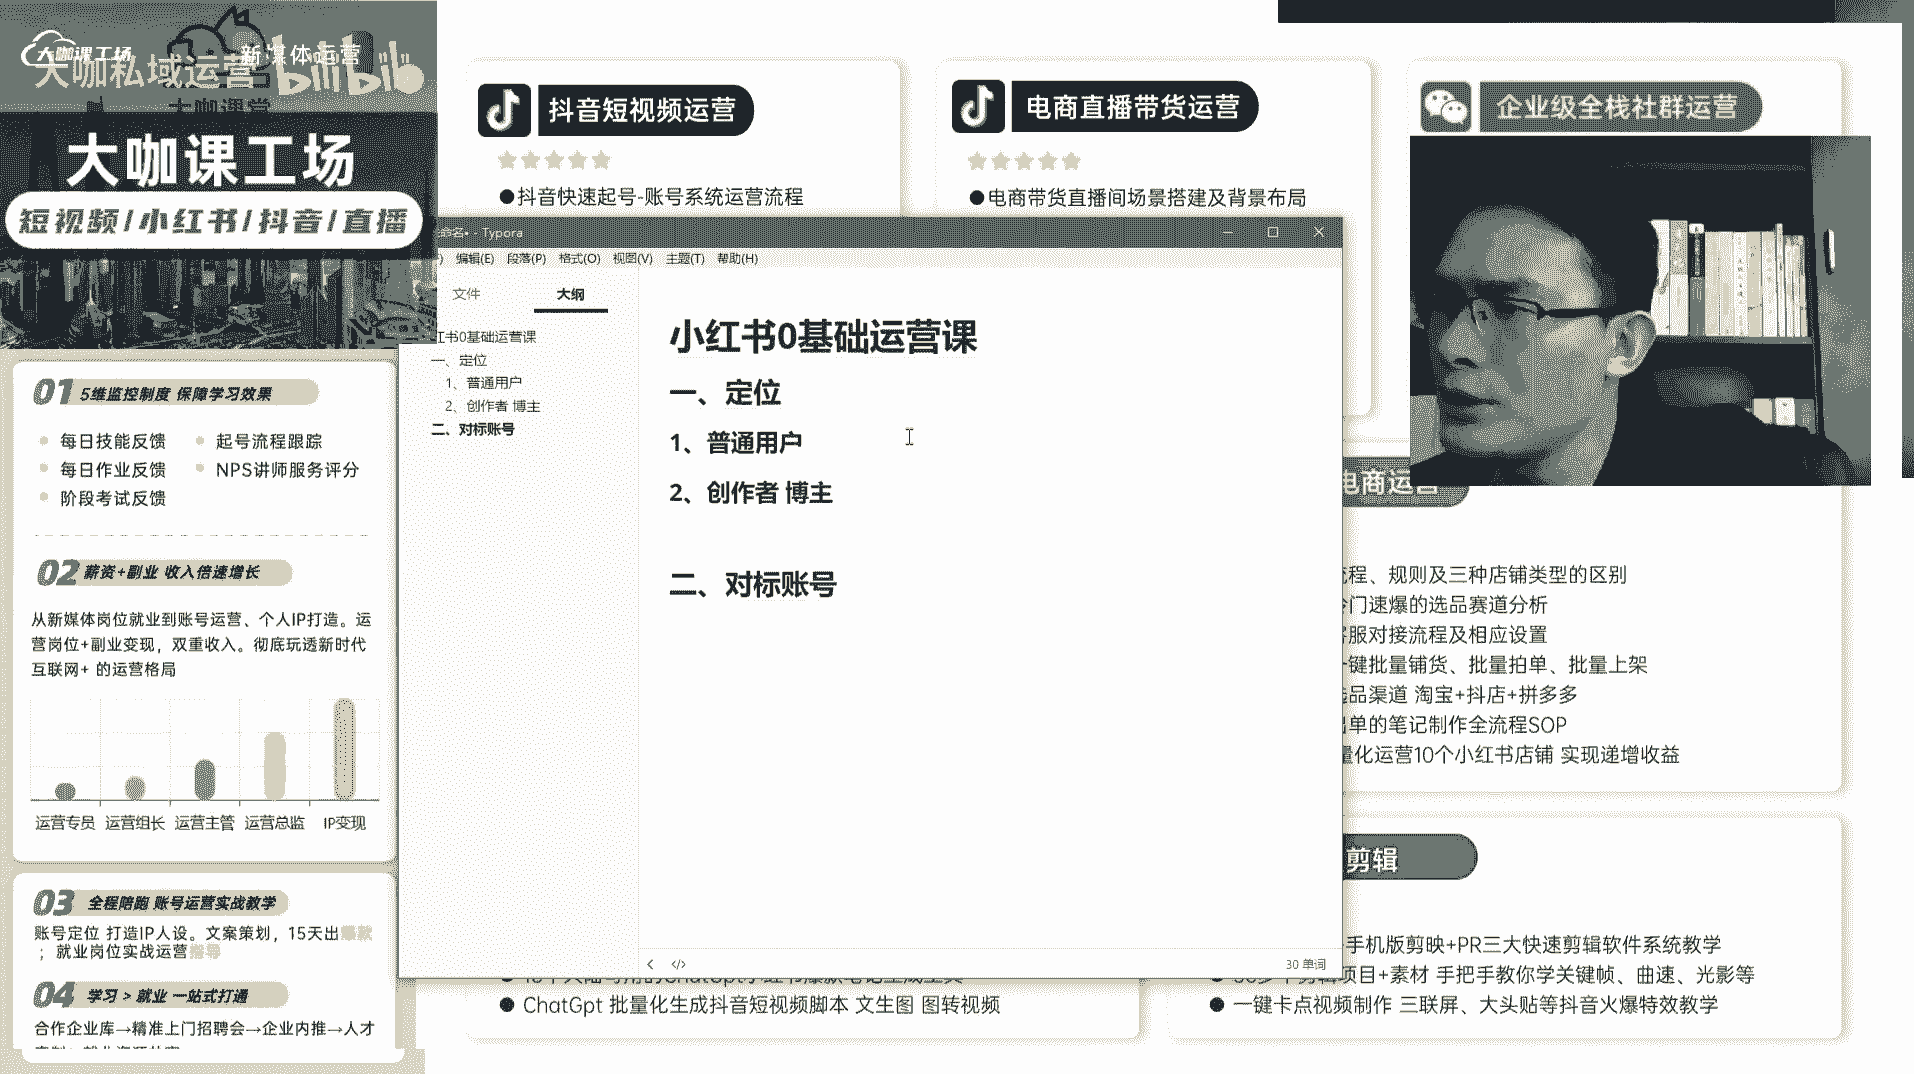 大咖课工场
新媒体运营
大咖私域运营
bilibili
大咖课堂
大咖课工场
短视频/小红书/抖音/直播
01 5维监控制度 保障学习效果
每日技能反馈
起号流程跟踪
每日作业反馈
NPS讲师服务评分
阶段考试反馈
02 薪资+副业 收入倍速增长
从新媒体岗位就业到账号运营、个人IP打造。运
营岗位+副业变现，双重收入。彻底玩透新时代
互联网+ 的运营格局
运营专员 运营组长 运营主管 运营总监 IP变现
03 全程陪跑 账号运营实战教学
账号定位 打造IP人设。文案策划，15天出爆款
；就业岗位实战运营指导
04 学习 > 就业 一站式打通
合作企业库→精准上门招聘会→企业内推→人才
抖音短视频运营
●抖音快速起号-账号系统运营流程
电商直播带货运营
●电商带货直播间场景搭建及背景布局
企业级全栈社群运营
命名• - Typora
编辑(E) 段落(P) 格式(O) 视图(V) 主题(T) 帮助(H)
文件 大纲
红书0基础运营课
一、定位
1、普通用户
2、创作者 博主
二、对标账号
小红书0基础运营课
一、定位
1、普通用户
2、创作者 博主
二、对标账号
30 单词
电商运营
流程、规则及三种店铺类型的区别
冷门速爆的选品赛道分析
客服对接流程及相应设置
一键批量铺货、批量拍单、批量上架
选品渠道 淘宝+抖店+拼多多
出单的笔记制作全流程SOP
量化运营10个小红书店铺 实现递增收益
剪辑
手机版剪映+PR三大快速剪辑软件系统教学
项目+素材 手把手教你学关键帧、曲速、光影等
●一键卡点视频制作 三联屏、大头贴等抖音火爆特效教学
●ChatGpt 批量化生成抖音短视频脚本 文生图 图转视频